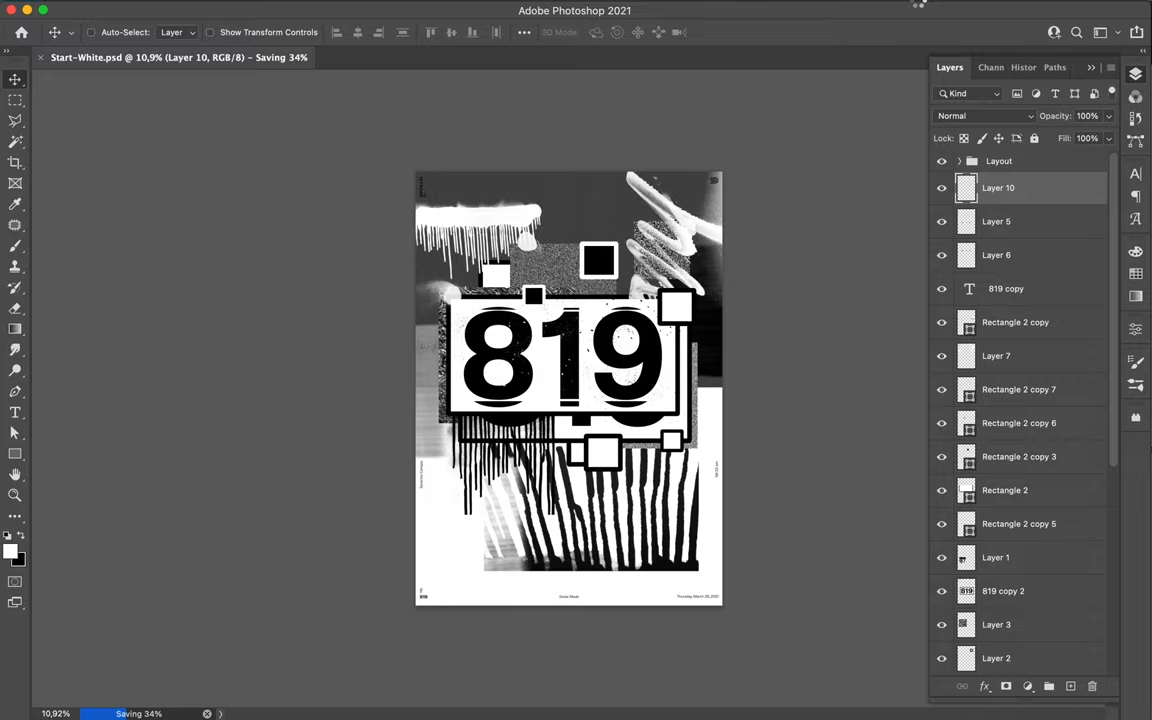 Adobe Photoshop 2021
Auto-Select: Layer Show Transform Controls 3D Mode:
Start-White.psd @ 10,9% (Layer 10, RGB/8) – Saving 34%
Layers Chann Histor Paths
Kind
Normal Opacity: 100%
Lock: Fill: 100%
Layout
Layer 10
Layer 5
Layer 6
819 copy
Rectangle 2 copy
Layer 7
Rectangle 2 copy 7
Rectangle 2 copy 6
Rectangle 2 copy 3
Rectangle 2
Rectangle 2 copy 5
Layer 1
819 copy 2
Layer 3
Layer 2
819
Thursday, March 25, 2021
10,92% Saving 34%